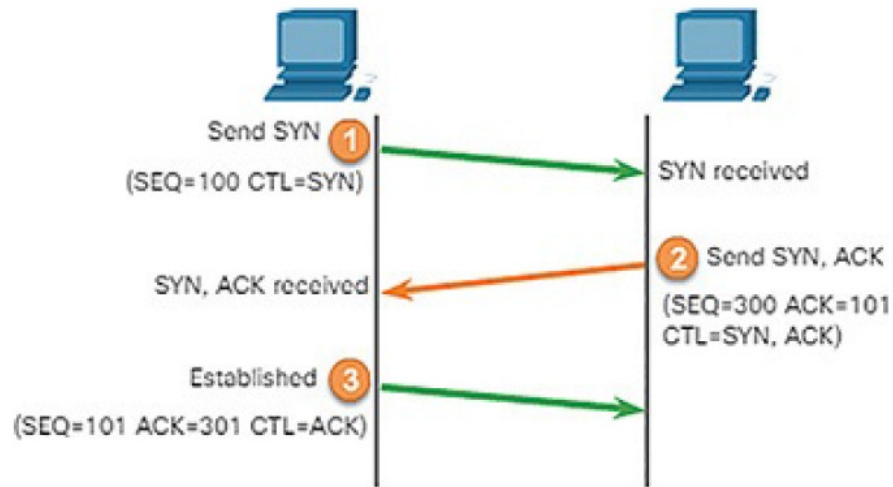 Send SYN 1
(SEQ=100 CTL=SYN)
SYN received
2 Send SYN, ACK
SYN, ACK received
(SEQ=300 ACK=101
CTL=SYN, ACK)
Established 3
(SEQ=101 ACK=301 CTL=ACK)